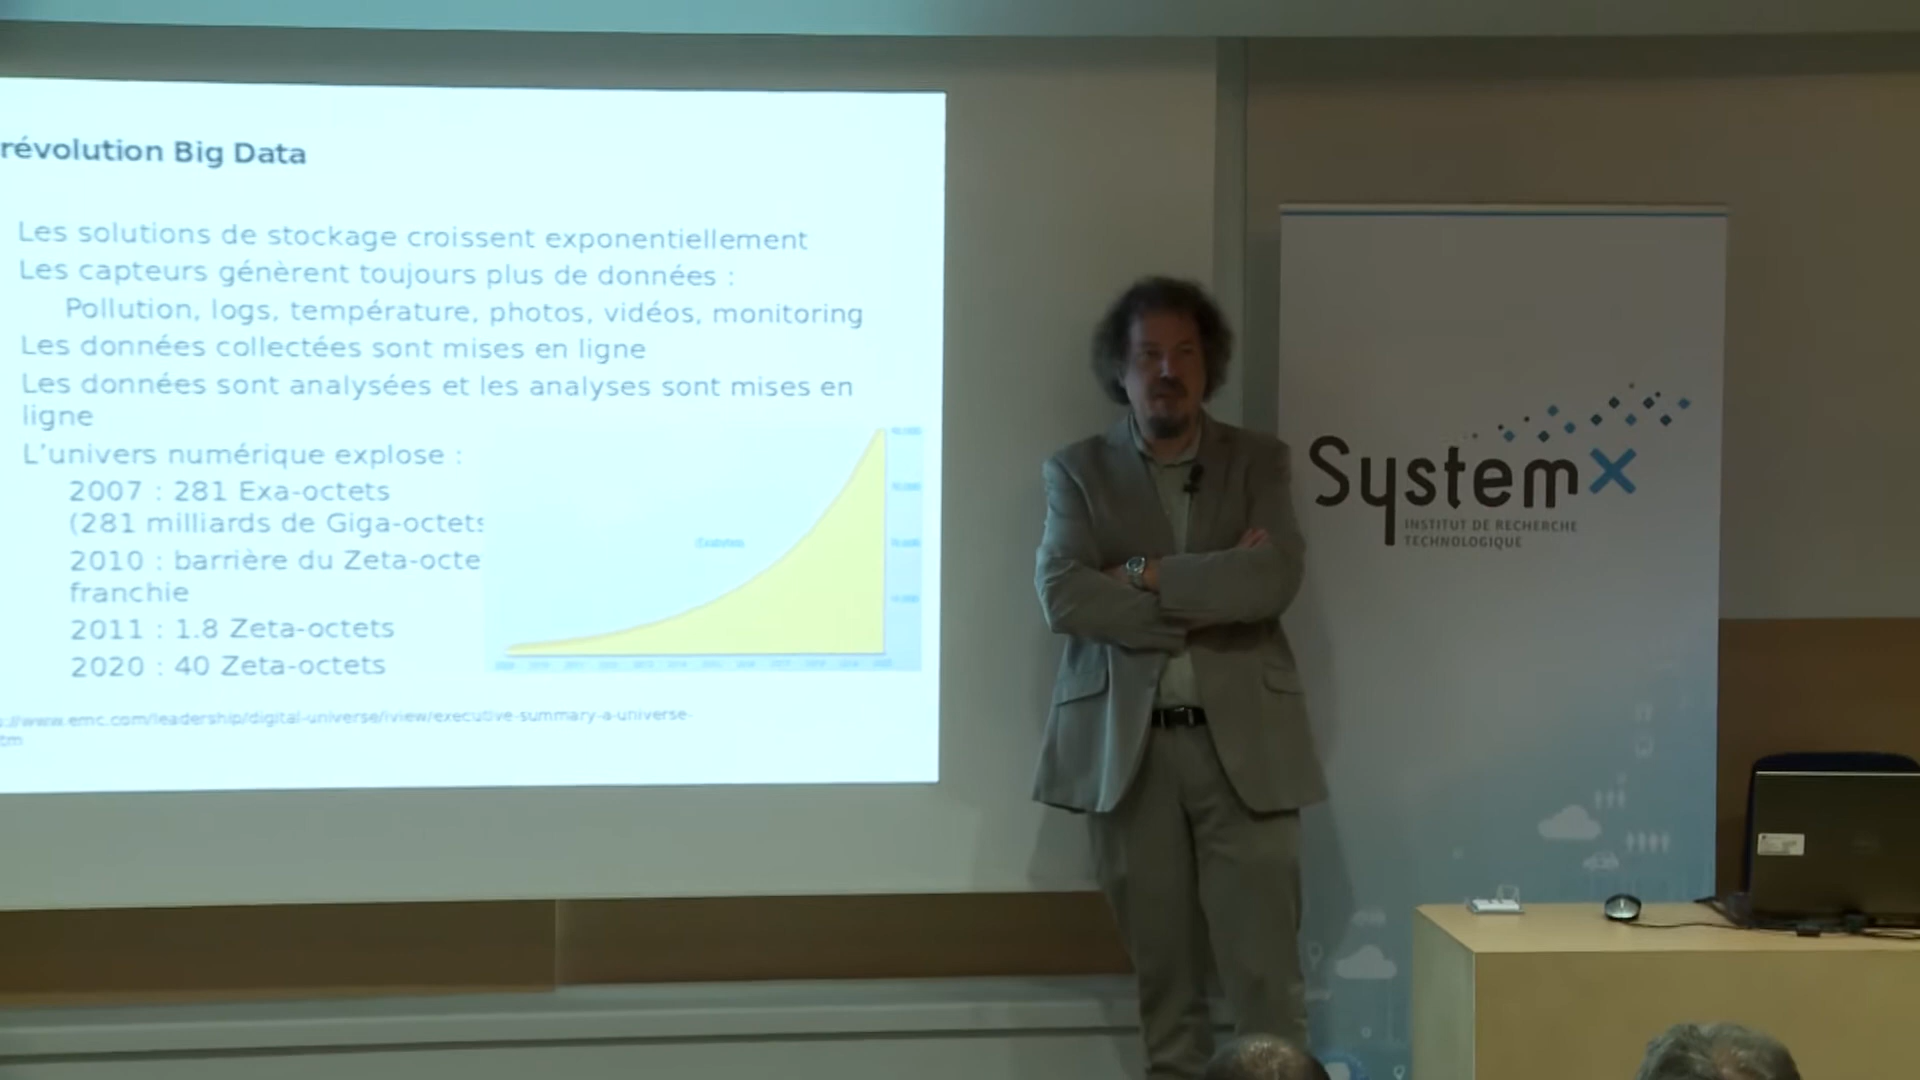 révolution Big Data
Les solutions de stockage croissent exponentiellement
Les capteurs génèrent toujours plus de données :
Pollution, logs, température, photos, vidéos, monitoring
Les données collectées sont mises en ligne
Les données sont analysées et les analyses sont mises en
ligne
L'univers numérique explose :
2007 : 281 Exa-octets
(281 milliards de Giga-octets
2010 : barrière du Zeta-octe
franchie
2011 : 1.8 Zeta-octets
2020 : 40 Zeta-octets
://www.emc.com/leadership/digital-universe/iview/executive-summary-a-universe-
tm
SystemX
INSTITUT DE RECHERCHE
TECHNOLOGIQUE